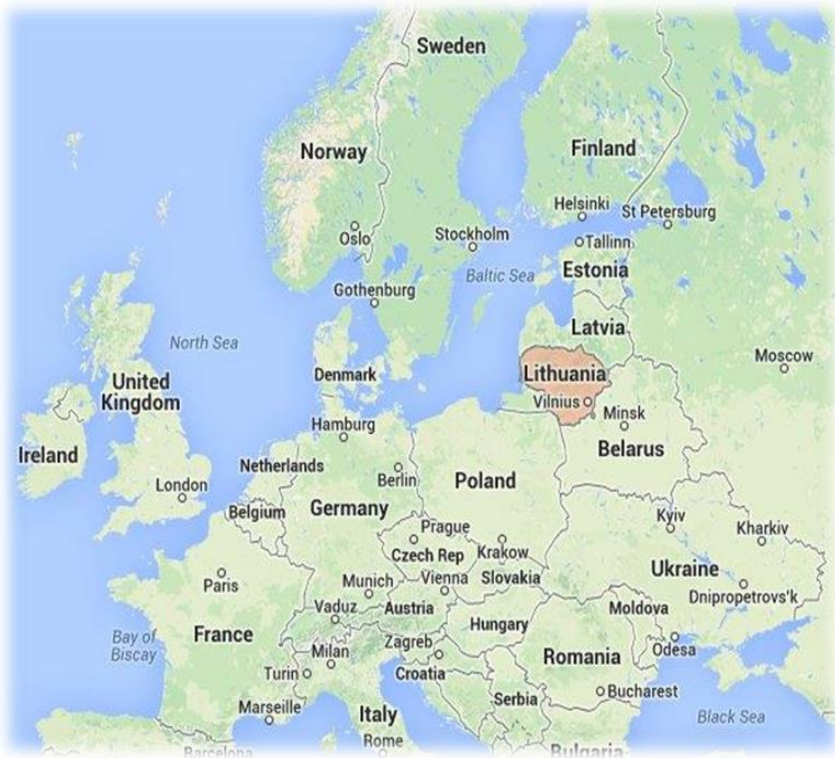 Sweden
Norway
Finland
Helsinki
St Petersburg
Oslo
Stockholm
Tallinn
Baltic Sea
Estonia
Gothenburg
Latvia
North Sea
Moscow
Denmark
Lithuania
United
Kingdom
Vilnius
Minsk
Hamburg
Ireland
Belarus
Netherlands
London
Berlin
Poland
Belgium
Germany
Kyiv
Prague
Kharkiv
Czech Rep
Krakow
Ukraine
Paris
Munich
Vienna
Slovakia
Dnipropetrovs'k
Vaduz
Austria
Moldova
Hungary
France
Bay of
Biscay
Zagreb
Odesa
Milan
Romania
Turin
Croatia
Bucharest
Serbia
Marseille
Italy
Black Sea
Rome
Barcelona
Bulgaria